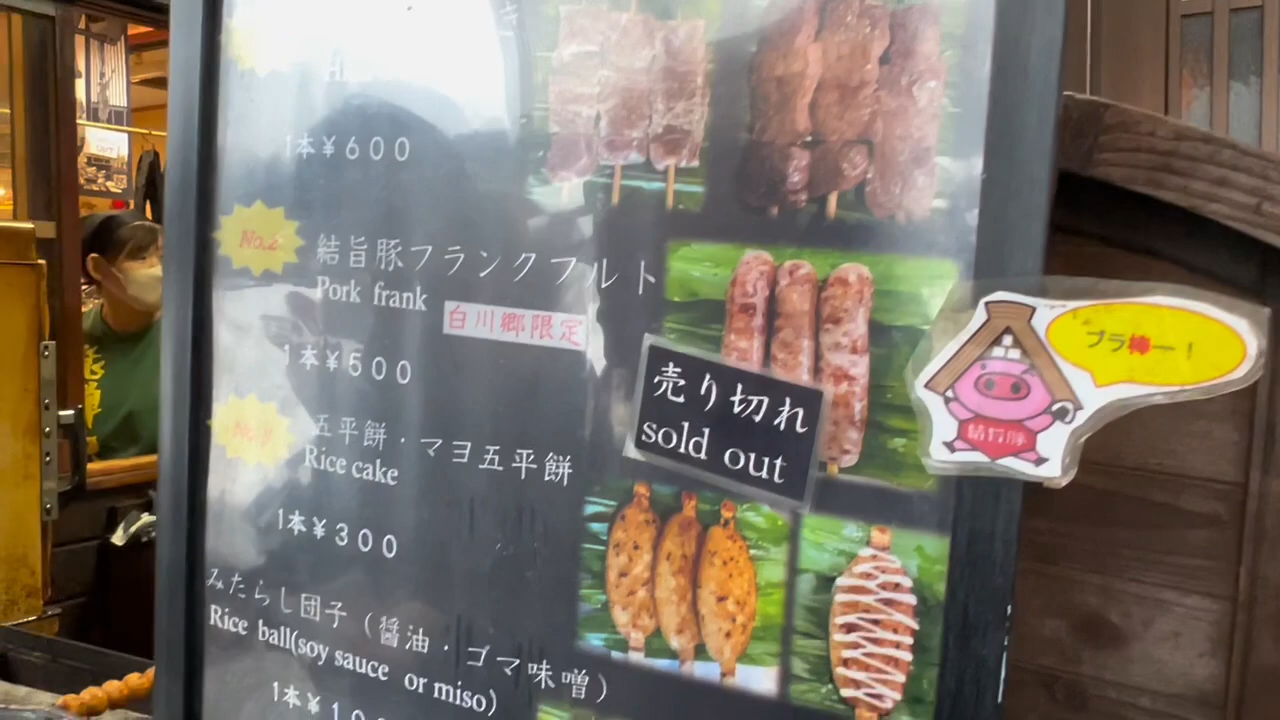 1本￥600
No.2
結旨豚フランクフルト
Pork frank
白川郷限定
1本￥500
五平餅・マヨ五平餅
Rice cake
1本￥300
売り切れ
sold out
ブラ棒ー！
結旨豚
みたらし団子（醤油・ゴマ味噌）
Rice ball(soy sauce or miso)